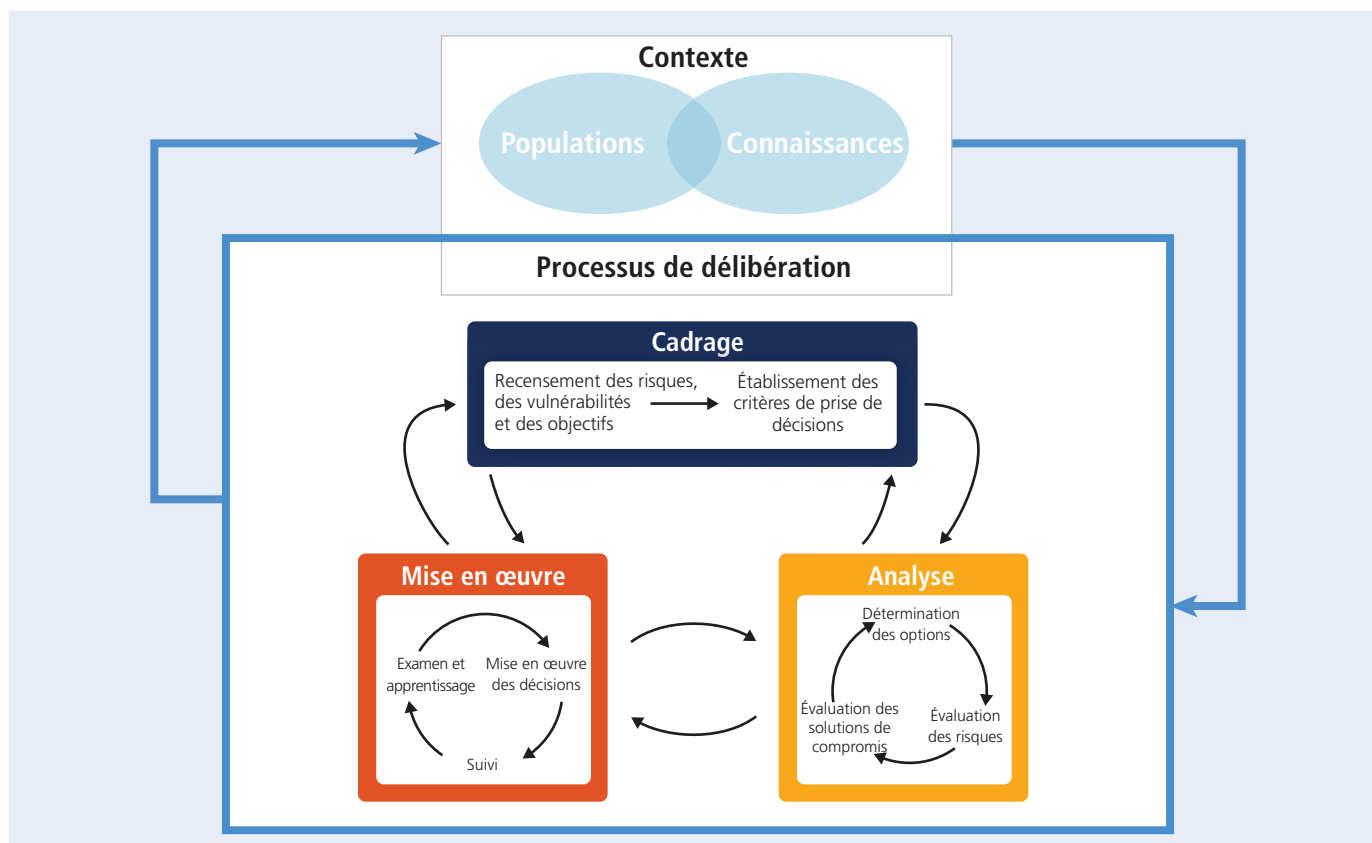 Contexte
Populations
Connaissances
Processus de délibération
Cadrage
Recensement des risques,
des vulnérabilités
et des objectifs
Établissement des
critères de prise de
décisions
Mise en œuvre
Examen et
apprentissage
Mise en œuvre
des décisions
Suivi
Analyse
Détermination
des options
Évaluation des
solutions de
compromis
Évaluation
des risques